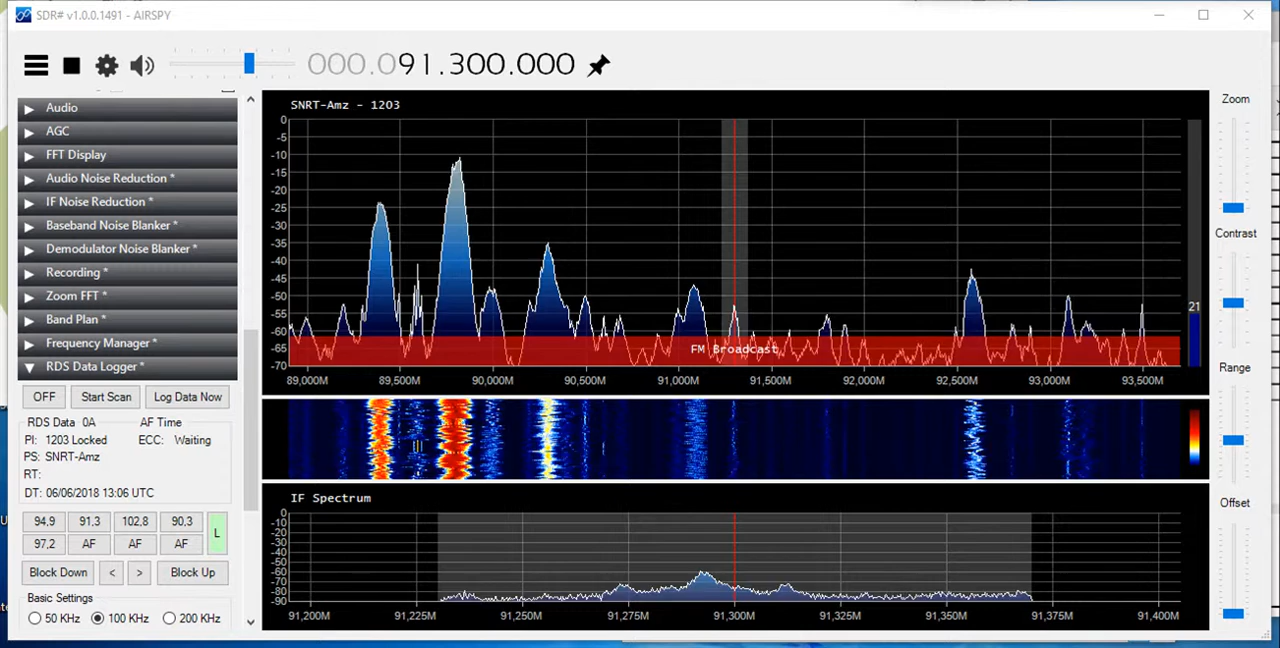 SDR# v1.0.0.1491 - AIRSPY
000.091.300.000
Audio
AGC
FFT Display
Audio Noise Reduction *
IF Noise Reduction *
Baseband Noise Blanker *
Demodulator Noise Blanker *
Recording *
Zoom FFT *
Band Plan *
Frequency Manager *
RDS Data Logger *
OFF Start Scan Log Data Now
RDS Data 0A AF Time
PI: 1203 Locked ECC: Waiting
PS: SNRT-Amz
RT:
DT: 06/06/2018 13:06 UTC
94.9 91.3 102.8 90.3 L
97.2 AF AF AF
Block Down < > Block Up
Basic Settings
50 KHz 100 KHz 200 KHz
SNRT-Amz - 1203
0
-5
-10
-15
-20
-25
-30
-35
-40
-45
-50
-55
-60
-65
-70
21
FM Broadcast
89,000M 89,500M 90,000M 90,500M 91,000M 91,500M 92,000M 92,500M 93,000M 93,500M
IF Spectrum
0
-10
-20
-30
-40
-50
-60
-70
-80
-90
91,200M 91,225M 91,250M 91,275M 91,300M 91,325M 91,350M 91,375M 91,400M
Zoom
Contrast
Range
Offset